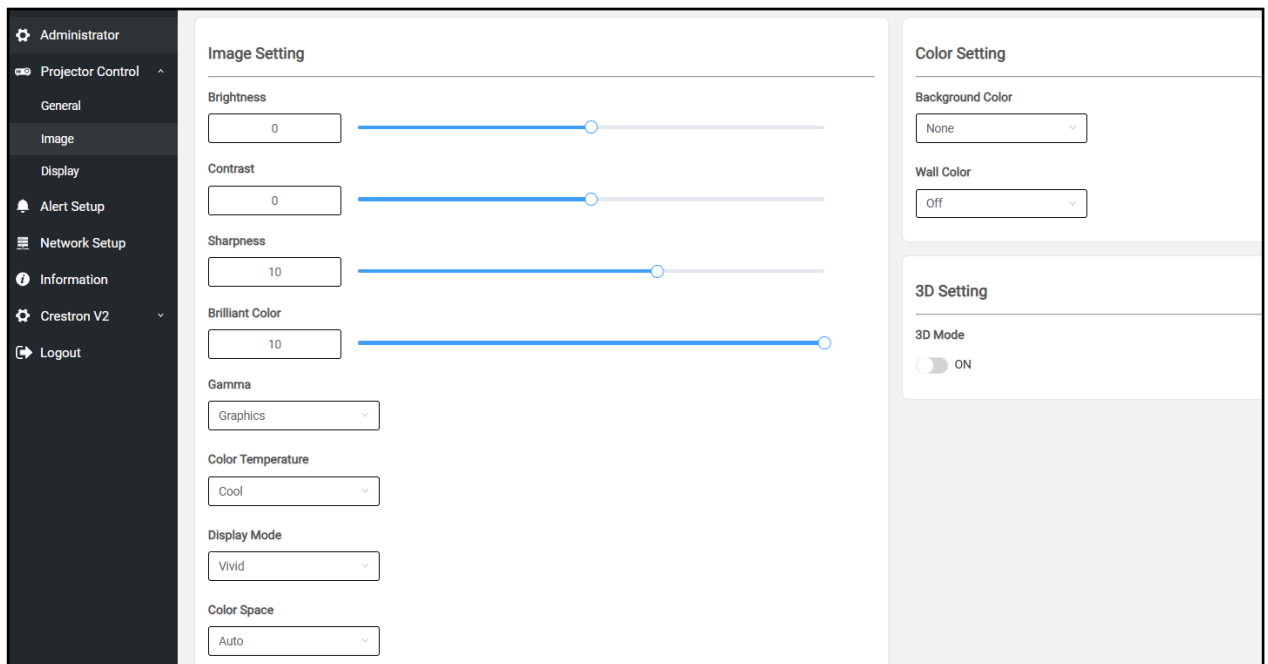 Administrator
Projector Control
General
Image
Display
Alert Setup
Network Setup
Information
Crestron V2
Logout
Image Setting
Brightness
0
Contrast
0
Sharpness
10
Brilliant Color
10
Gamma
Graphics
Color Temperature
Cool
Display Mode
Vivid
Color Space
Auto
Color Setting
Background Color
None
Wall Color
Off
3D Setting
3D Mode
ON